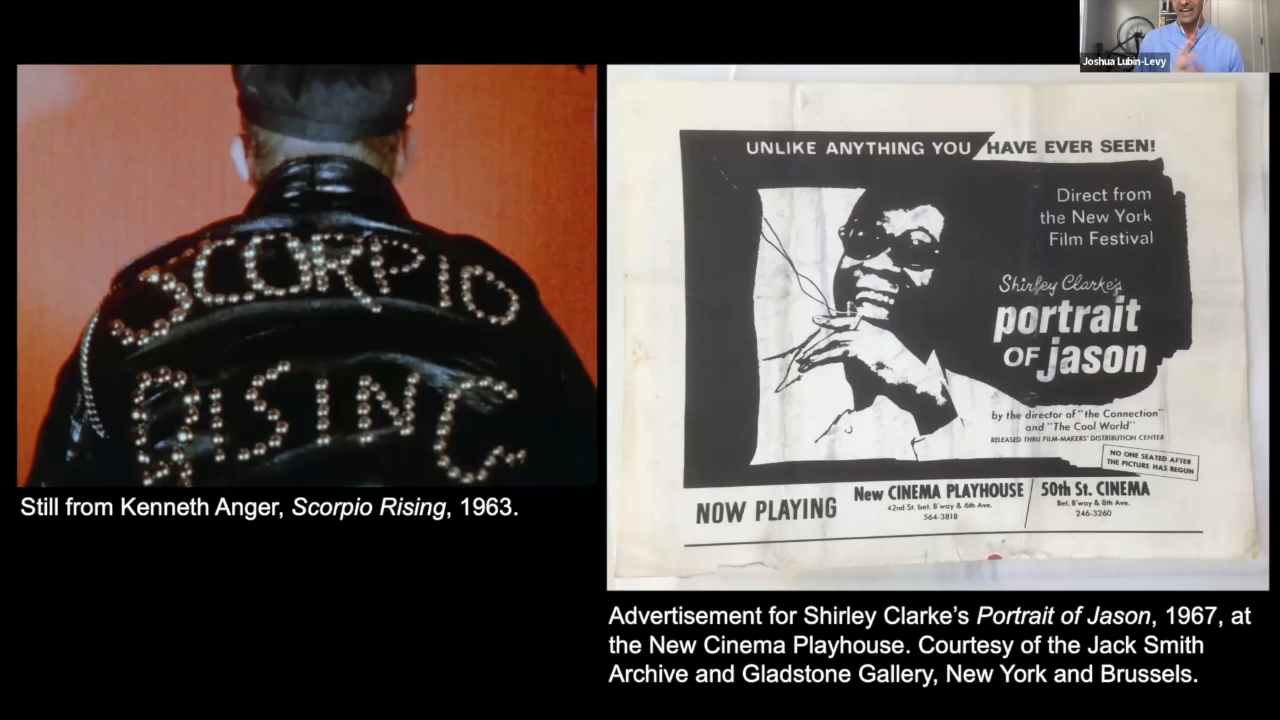 Joshua Lubin-Levy
SCORPIO
RISING
Still from Kenneth Anger, Scorpio Rising, 1963.
UNLIKE ANYTHING YOU HAVE EVER SEEN!
Direct from
the New York
Film Festival
Shirley Clarke's
portrait
OF jason
by the director of "the Connection"
and "The Cool World"
RELEASED THRU FILM-MAKERS' DISTRIBUTION CENTER
NO ONE SEATED AFTER
THE PICTURE HAS BEGUN
NOW PLAYING
New CINEMA PLAYHOUSE
42nd St. bet. B'way & 6th Ave.
564-3818
50th St. CINEMA
Bet. B'way & 8th Ave.
246-3260
Advertisement for Shirley Clarke's Portrait of Jason, 1967, at
the New Cinema Playhouse. Courtesy of the Jack Smith
Archive and Gladstone Gallery, New York and Brussels.